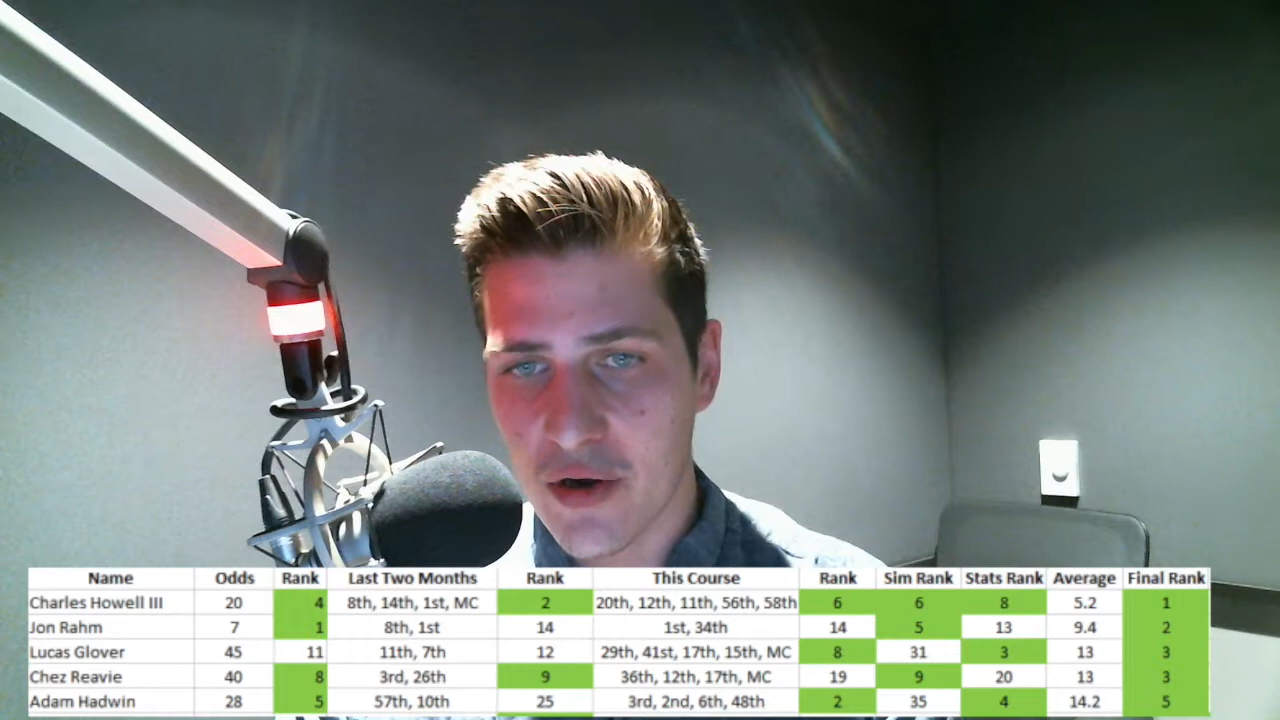 Name Odds Rank Last Two Months Rank This Course Rank Sim Rank Stats Rank Average Final Rank
Charles Howell III 20 4 8th, 14th, 1st, MC 2 20th, 12th, 11th, 56th, 58th 6 6 8 5.2 1
Jon Rahm 7 1 8th, 1st 14 1st, 34th 14 5 13 9.4 2
Lucas Glover 45 11 11th, 7th 12 29th, 41st, 17th, 15th, MC 8 31 3 13 3
Chez Reavie 40 8 3rd, 26th 9 36th, 12th, 17th, MC 19 9 20 13 3
Adam Hadwin 28 5 57th, 10th 25 3rd, 2nd, 6th, 48th 2 35 4 14.2 5